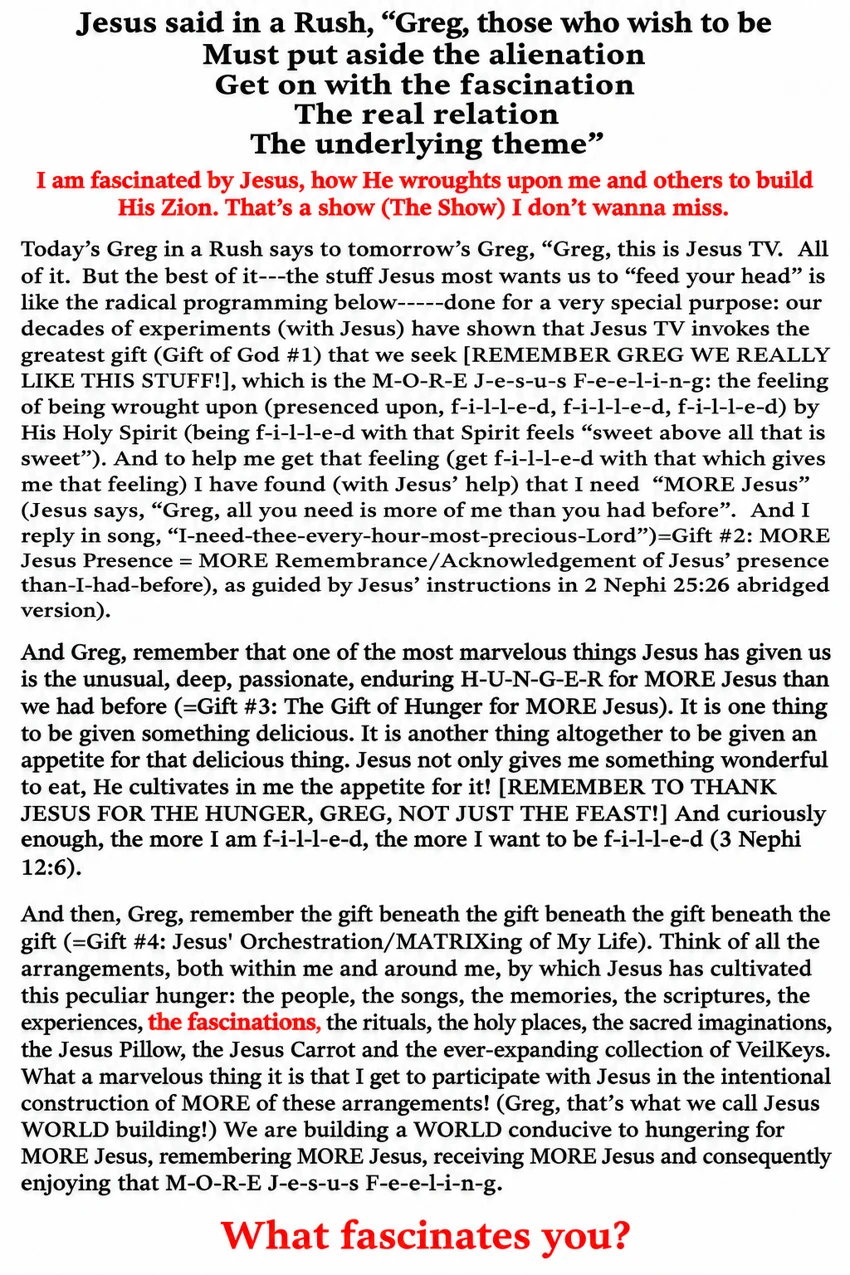 Jesus said in a Rush, “Greg, those who wish to be
Must put aside the alienation
Get on with the fascination
The real relation
The underlying theme”
I am fascinated by Jesus, how He wroughts upon me and others to build
His Zion. That’s a show (The Show) I don’t wanna miss.
Today’s Greg in a Rush says to tomorrow’s Greg, “Greg, this is Jesus TV.  All
of it.  But the best of it---the stuff Jesus most wants us to “feed your head” is
like the radical programming below-----done for a very special purpose: our
decades of experiments (with Jesus) have shown that Jesus TV invokes the
greatest gift (Gift of God #1) that we seek [REMEMBER GREG WE REALLY
LIKE THIS STUFF!], which is the M-O-R-E J-e-s-u-s F-e-e-l-i-n-g: the feeling
of being wrought upon (presenced upon, f-i-l-l-e-d, f-i-l-l-e-d, f-i-l-l-e-d) by
His Holy Spirit (being f-i-l-l-e-d with that Spirit feels “sweet above all that is
sweet”). And to help me get that feeling (get f-i-l-l-e-d with that which gives
me that feeling) I have found (with Jesus’ help) that I need  “MORE Jesus”
(Jesus says, “Greg, all you need is more of me than you had before”.  And I
reply in song, “I-need-thee-every-hour-most-precious-Lord”)=Gift #2: MORE
Jesus Presence = MORE Remembrance/Acknowledgement of Jesus’ presence
than-I-had-before), as guided by Jesus’ instructions in 2 Nephi 25:26 abridged
version).
And Greg, remember that one of the most marvelous things Jesus has given us
is the unusual, deep, passionate, enduring H-U-N-G-E-R for MORE Jesus than
we had before (=Gift #3: The Gift of Hunger for MORE Jesus). It is one thing
to be given something delicious. It is another thing altogether to be given an
appetite for that delicious thing. Jesus not only gives me something wonderful
to eat, He cultivates in me the appetite for it! [REMEMBER TO THANK
JESUS FOR THE HUNGER, GREG, NOT JUST THE FEAST!] And curiously
enough, the more I am f-i-l-l-e-d, the more I want to be f-i-l-l-e-d (3 Nephi
12:6).
And then, Greg, remember the gift beneath the gift beneath the gift beneath the
gift (=Gift #4: Jesus' Orchestration/MATRIXing of My Life). Think of all the
arrangements, both within me and around me, by which Jesus has cultivated
this peculiar hunger: the people, the songs, the memories, the scriptures, the
experiences, the fascinations, the rituals, the holy places, the sacred imaginations,
the Jesus Pillow, the Jesus Carrot and the ever-expanding collection of VeilKeys.
What a marvelous thing it is that I get to participate with Jesus in the intentional
construction of MORE of these arrangements! (Greg, that’s what we call Jesus
WORLD building!) We are building a WORLD conducive to hungering for
MORE Jesus, remembering MORE Jesus, receiving MORE Jesus and consequently
enjoying that M-O-R-E J-e-s-u-s F-e-e-l-i-n-g.
What fascinates you?